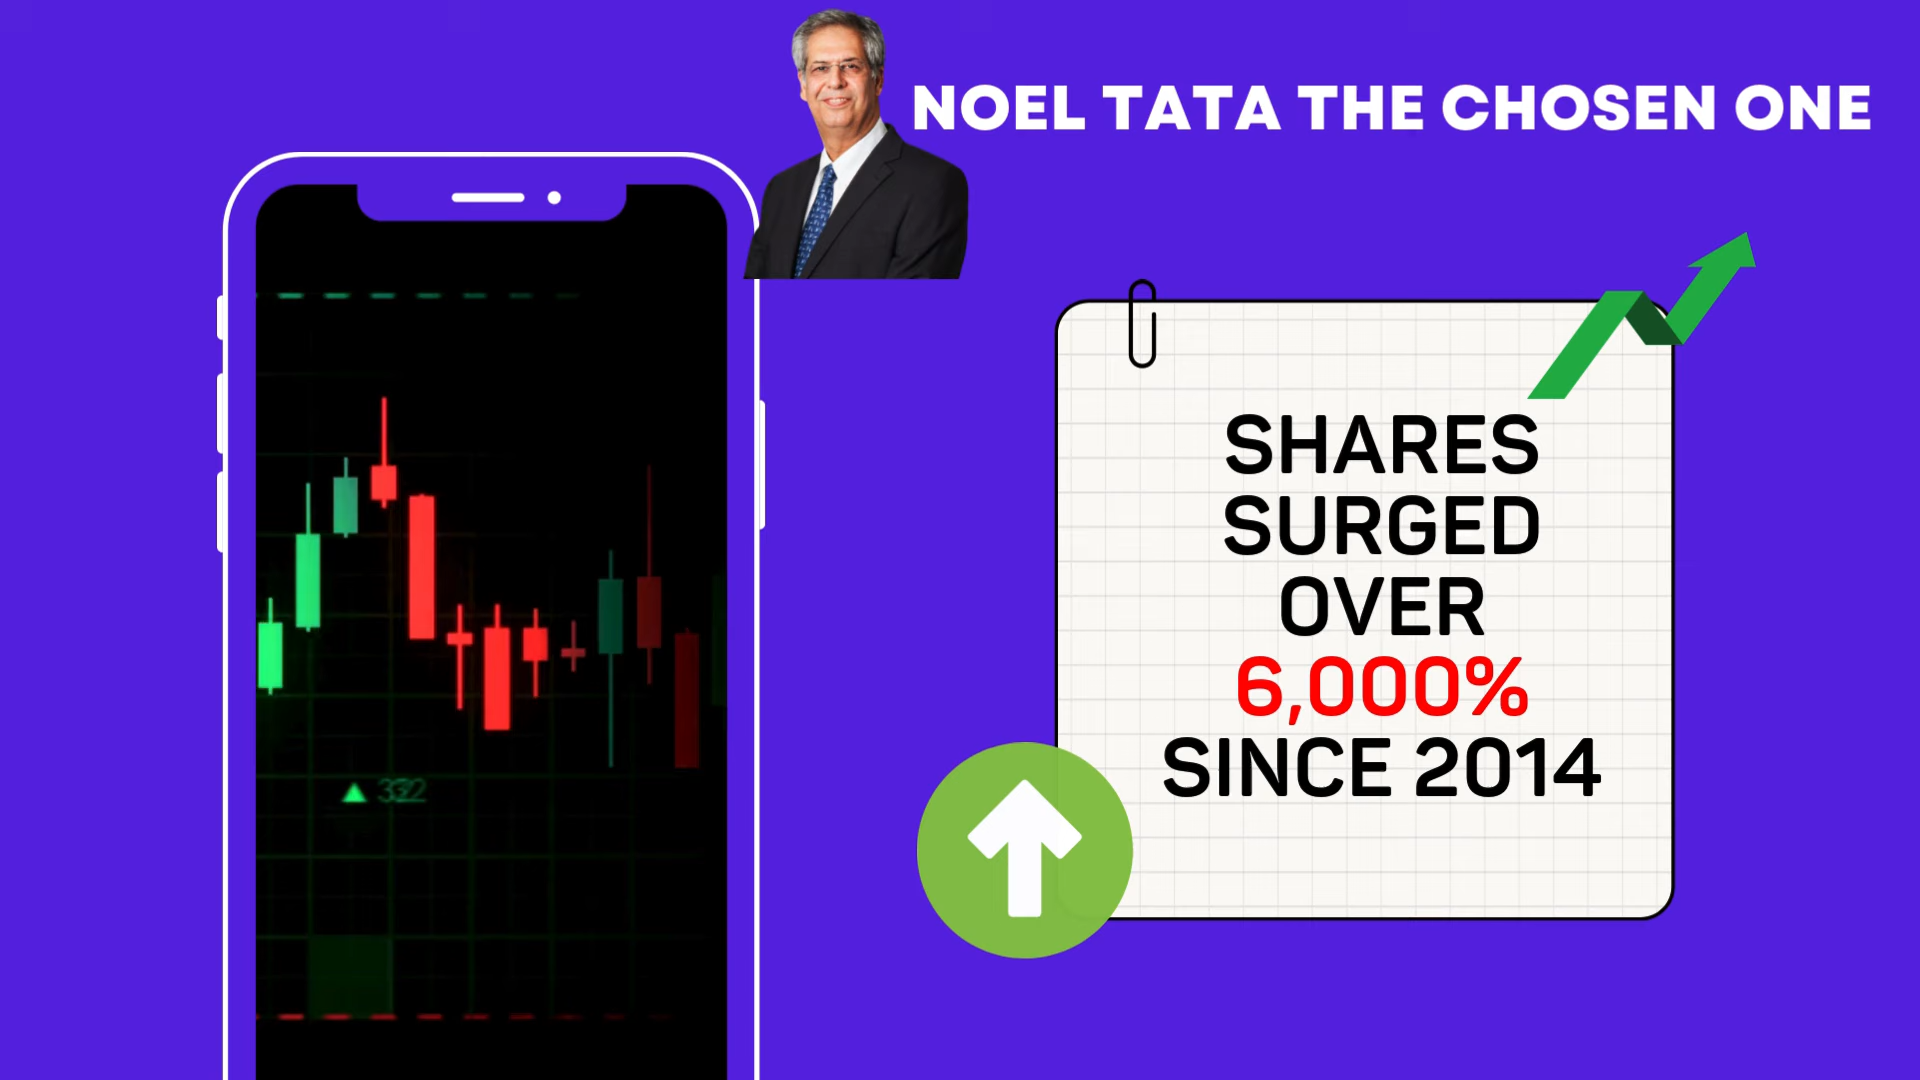 NOEL TATA THE CHOSEN ONE
SHARES
SURGED
OVER
6,000%
SINCE 2014